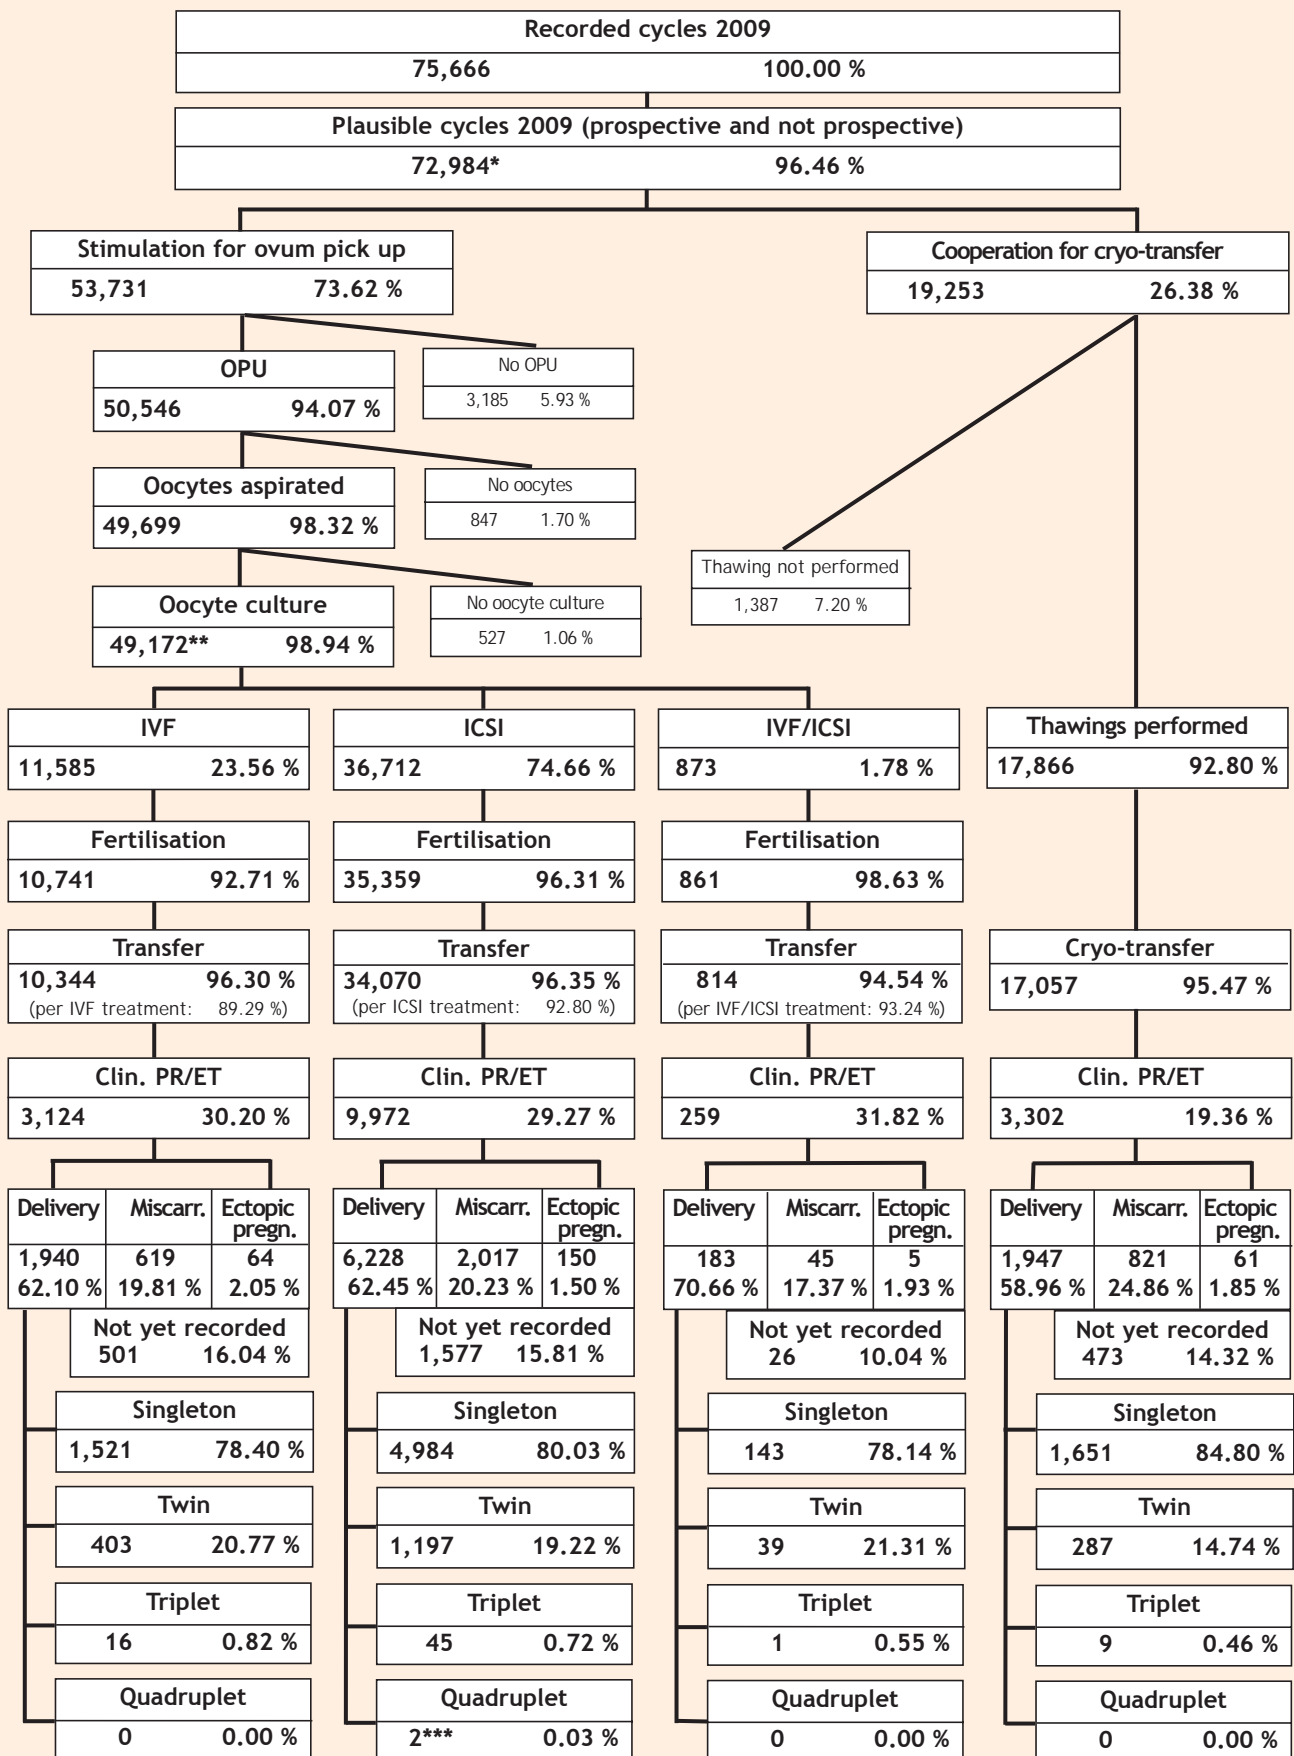 Recorded cycles 2009
75,666 100.00 %
Plausible cycles 2009 (prospective and not prospective)
72,984* 96.46 %
Stimulation for ovum pick up
53,731 73.62 %
Cooperation for cryo-transfer
19,253 26.38 %
OPU
50,546 94.07 %
No OPU
3,185 5.93 %
Oocytes aspirated
49,699 98.32 %
No oocytes
847 1.70 %
Thawing not performed
1,387 7.20 %
Oocyte culture
49,172** 98.94 %
No oocyte culture
527 1.06 %
IVF
11,585 23.56 %
Fertilisation
10,741 92.71 %
Transfer
10,344 96.30 %
(per IVF treatment: 89.29 %)
Clin. PR/ET
3,124 30.20 %
Delivery Miscarr. Ectopic
pregn.
1,940 619 64
62.10 % 19.81 % 2.05 %
Not yet recorded
501 16.04 %
Singleton
1,521 78.40 %
Twin
403 20.77 %
Triplet
16 0.82 %
Quadruplet
0 0.00 %
ICSI
36,712 74.66 %
Fertilisation
35,359 96.31 %
Transfer
34,070 96.35 %
(per ICSI treatment: 92.80 %)
Clin. PR/ET
9,972 29.27 %
Delivery Miscarr. Ectopic
pregn.
6,228 2,017 150
62.45 % 20.23 % 1.50 %
Not yet recorded
1,577 15.81 %
Singleton
4,984 80.03 %
Twin
1,197 19.22 %
Triplet
45 0.72 %
Quadruplet
2*** 0.03 %
IVF/ICSI
873 1.78 %
Fertilisation
861 98.63 %
Transfer
814 94.54 %
(per IVF/ICSI treatment: 93.24 %)
Clin. PR/ET
259 31.82 %
Delivery Miscarr. Ectopic
pregn.
183 45 5
70.66 % 17.37 % 1.93 %
Not yet recorded
26 10.04 %
Singleton
143 78.14 %
Twin
39 21.31 %
Triplet
1 0.55 %
Quadruplet
0 0.00 %
Thawings performed
17,866 92.80 %
Cryo-transfer
17,057 95.47 %
Clin. PR/ET
3,302 19.36 %
Delivery Miscarr. Ectopic
pregn.
1,947 821 61
58.96 % 24.86 % 1.85 %
Not yet recorded
473 14.32 %
Singleton
1,651 84.80 %
Twin
287 14.74 %
Triplet
9 0.46 %
Quadruplet
0 0.00 %